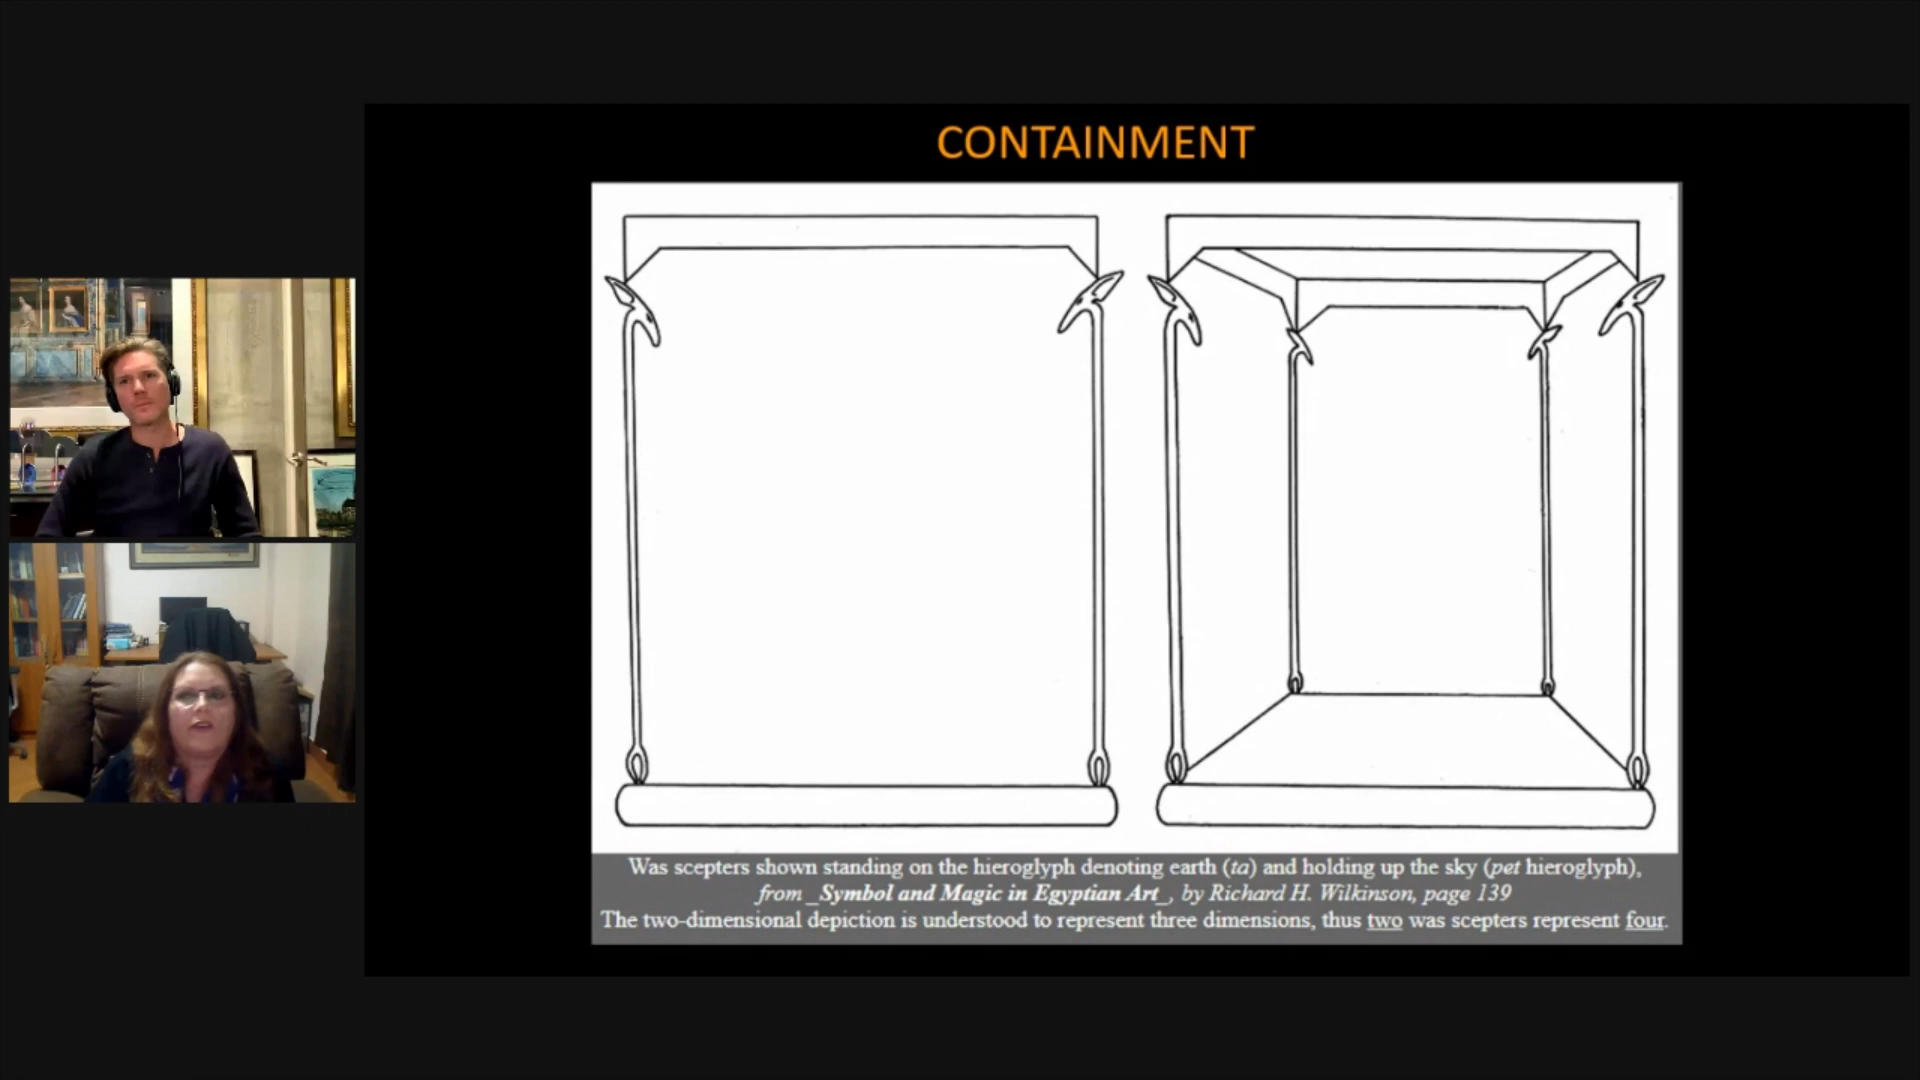 CONTAINMENT
Was scepters shown standing on the hieroglyph denoting earth (ta) and holding up the sky (pet hieroglyph),
from _Symbol and Magic in Egyptian Art_, by Richard H. Wilkinson, page 139
The two-dimensional depiction is understood to represent three dimensions, thus two was scepters represent four.